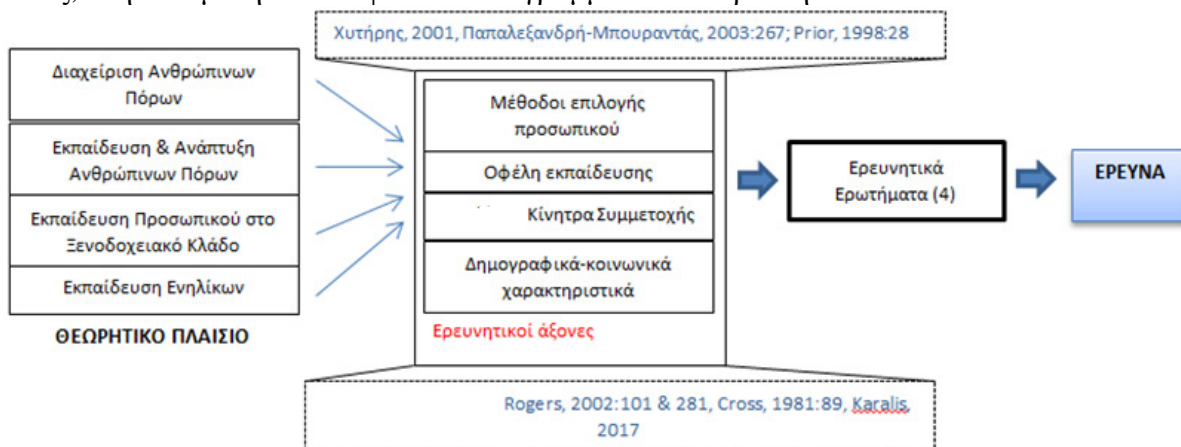 Χυτήρης, 2001, Παπαλεξανδρή-Μπουραντάς, 2003:267; Prior, 1998:28
Διαχείριση Ανθρώπινων
Πόρων
Εκπαίδευση & Ανάπτυξη
Ανθρώπινων Πόρων
Εκπαίδευση Προσωπικού στο
Ξενοδοχειακό Κλάδο
Εκπαίδευση Ενηλίκων
ΘΕΩΡΗΤΙΚΟ ΠΛΑΙΣΙΟ
Μέθοδοι επιλογής
προσωπικού
Οφέλη εκπαίδευσης
Κίνητρα Συμμετοχής
Δημογραφικά-κοινωνικά
χαρακτηριστικά
Ερευνητικοί άξονες
Ερευνητικά
Ερωτήματα (4)
ΕΡΕΥΝΑ
Rogers, 2002:101 & 281, Cross, 1981:89, Karalis,
2017